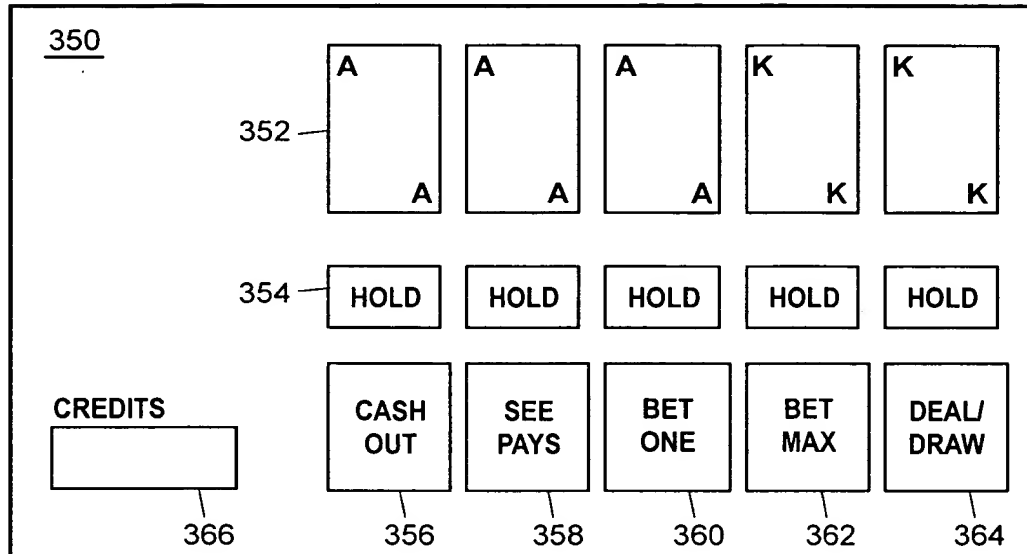 350
A A A K K
352
A A A K K
354 HOLD HOLD HOLD HOLD HOLD
CREDITS
CASH OUT
SEE PAYS
BET ONE
BET MAX
DEAL/ DRAW
366 356 358 360 362 364